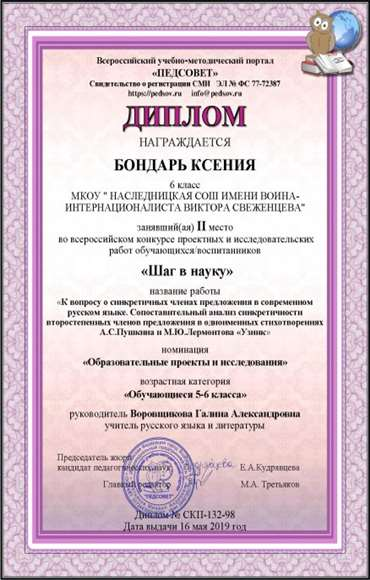 Всероссийский учебно-методический портал
«ПЕДСОВЕТ»
Свидетельство о регистрации СМИ ЭЛ № ФС 77-72387
https://pedsov.ru info@pedsov.ru
ДИПЛОМ
НАГРАЖДАЕТСЯ
БОНДАРЬ КСЕНИЯ
6 класс
МКОУ " НАСЛЕДНИЦКАЯ СОШ ИМЕНИ ВОИНА-
ИНТЕРНАЦИОНАЛИСТА ВИКТОРА СВЕЖЕНЦЕВА"
занявший(ая) II место
во всероссийском конкурсе проектных и исследовательских
работ обучающихся/воспитанников
«Шаг в науку»
название работы
«К вопросу о синкретичных членах предложения в современном
русском языке. Сопоставительный анализ синкретичности
второстепенных членов предложения в одноименных стихотворениях
А.С.Пушкина и М.Ю.Лермонтова «Узник»
номинация
«Образовательные проекты и исследования»
возрастная категория
«Обучающиеся 5-6 класса»
руководитель Воронщикова Галина Александровна
учитель русского языка и литературы
Председатель жюри
кандидат педагогических наук Е.А.Кудрявцева
Главный редактор М.А. Третьяков
"ПЕДСОВЕТ"
Диплом № СКП-132-98
Дата выдачи 16 мая 2019 год